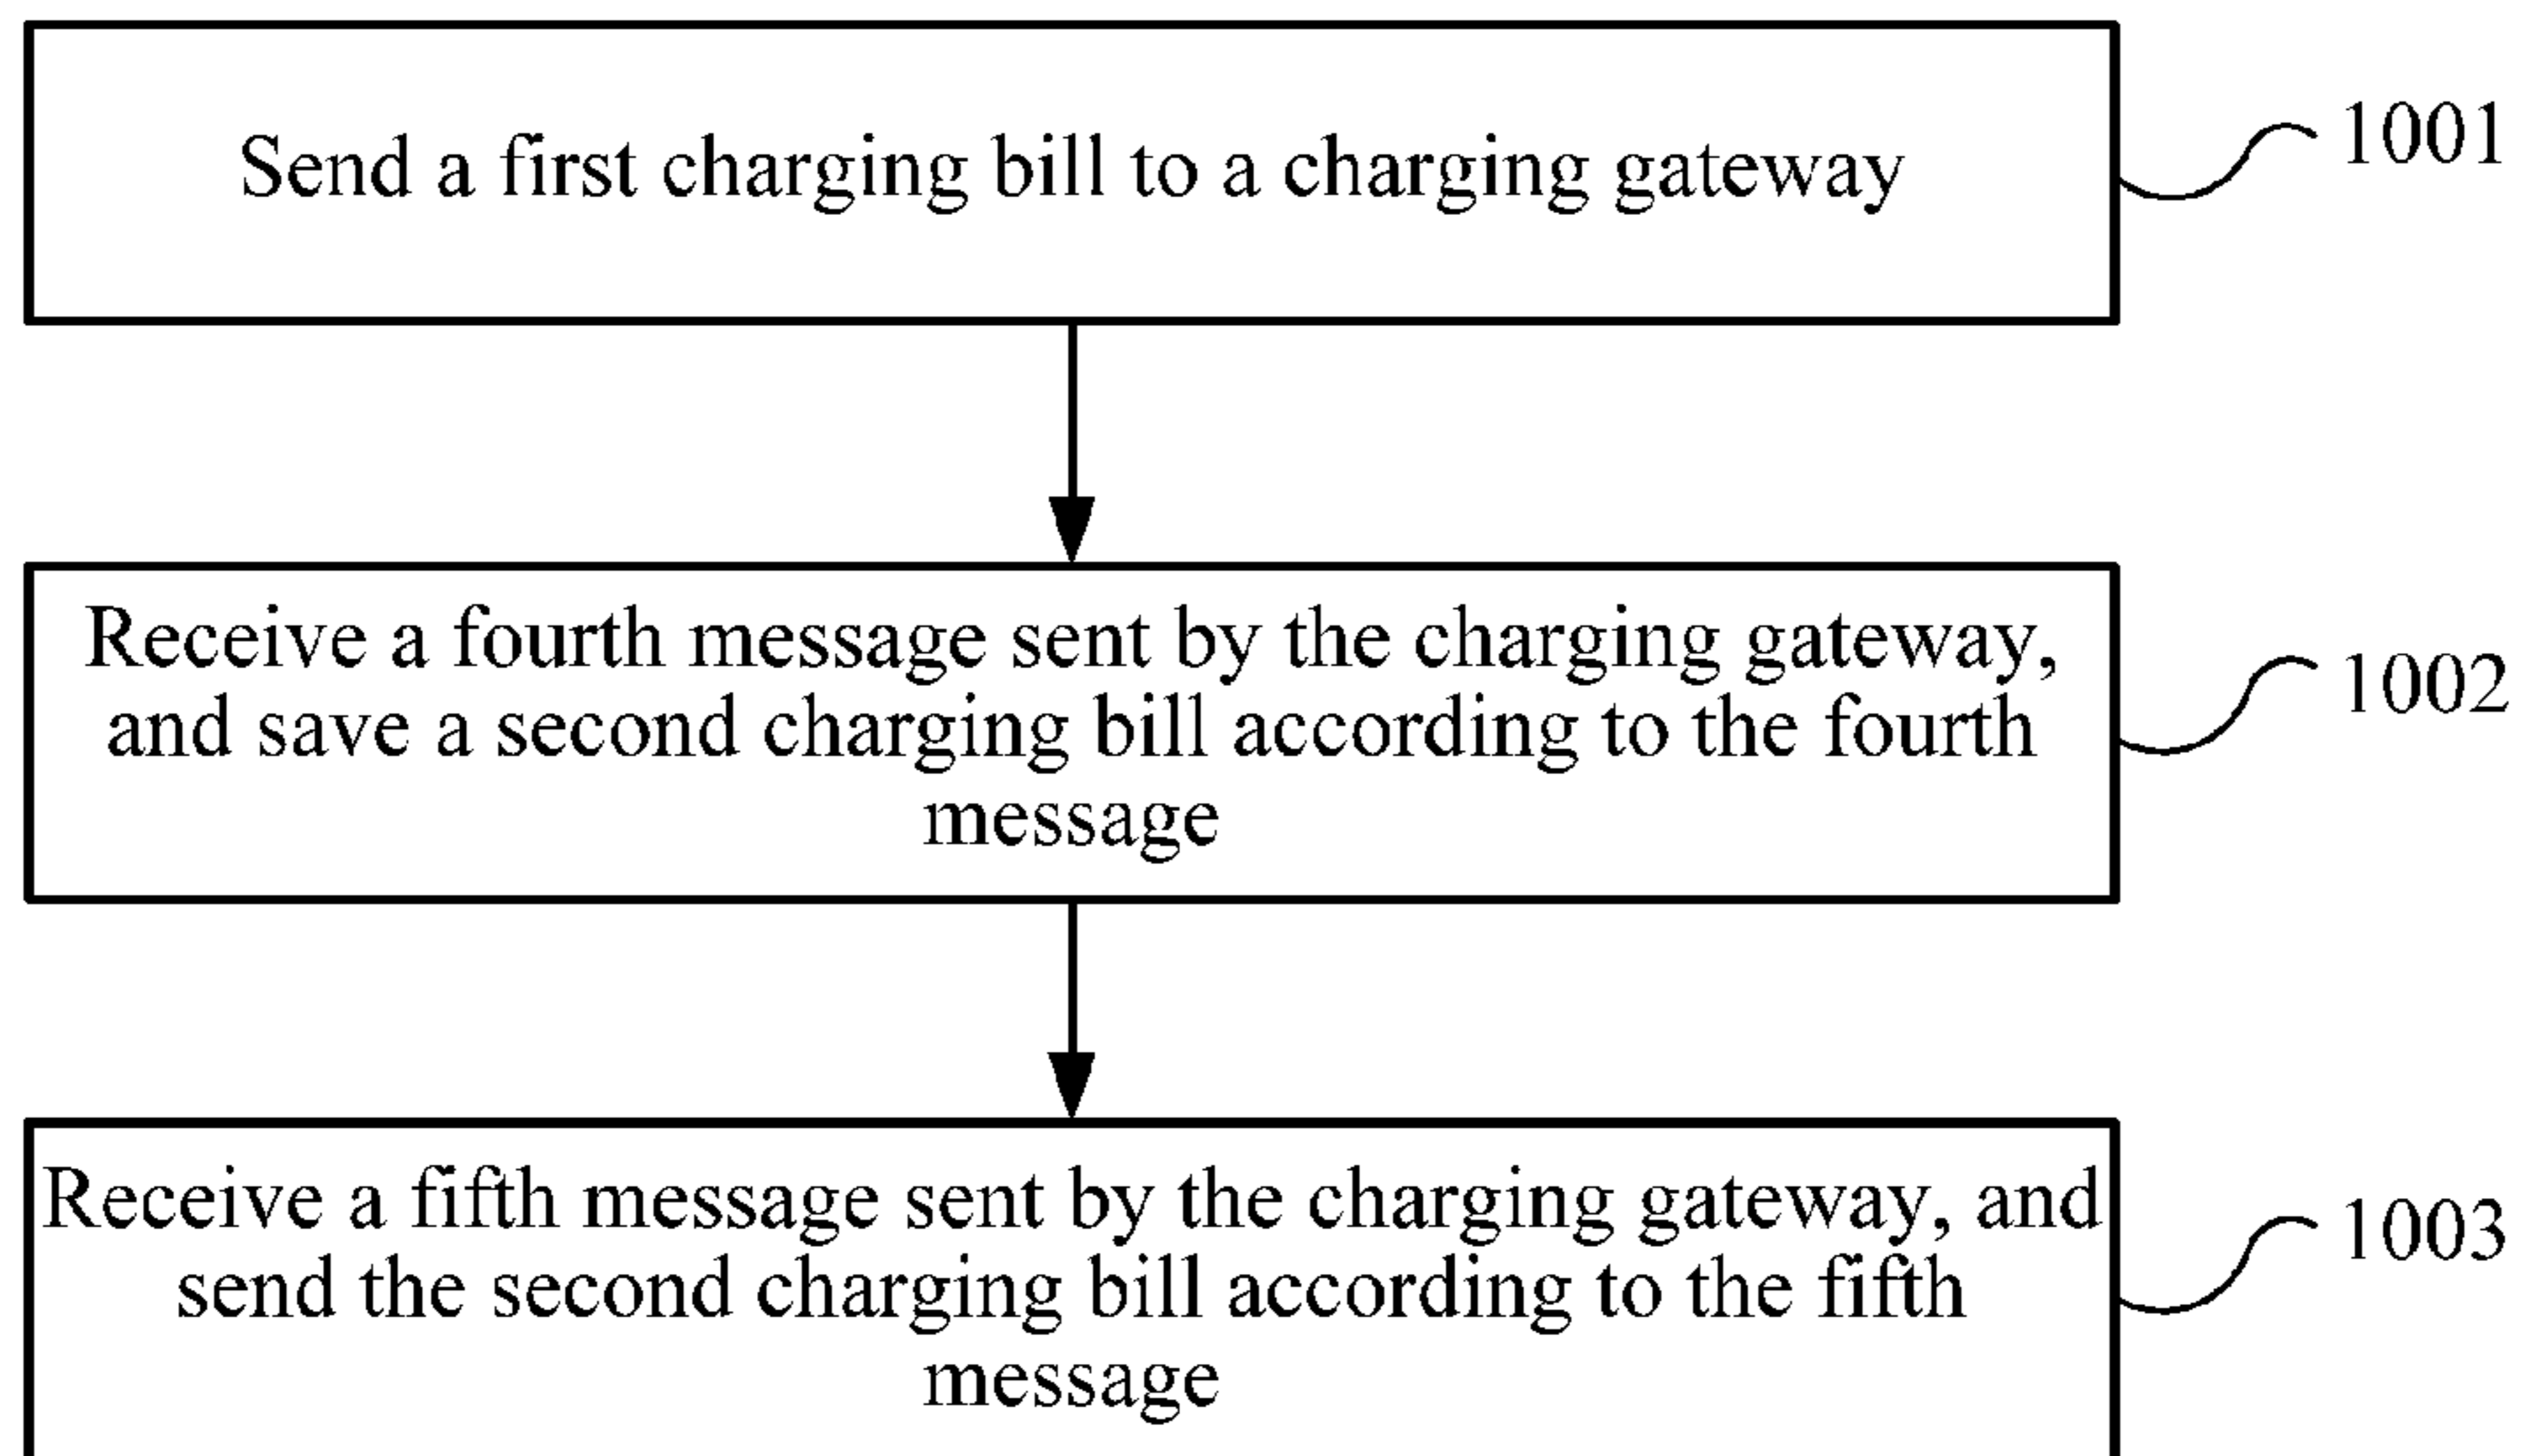 Send a first charging bill to a charging gateway
1001
Receive a fourth message sent by the charging gateway,
and save a second charging bill according to the fourth
message
1002
Receive a fifth message sent by the charging gateway, and
send the second charging bill according to the fifth
message
1003